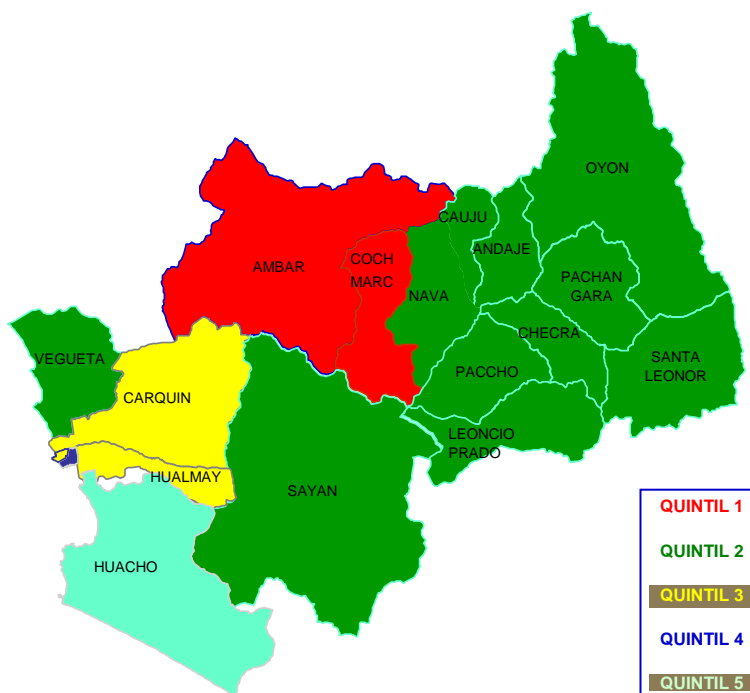 OYON
CAUJU
ANDAJE
COCH
MARC
AMBAR
PACHAN
GARA
NAVA
CHECRA
VEGUETA
SANTA
LEONOR
PACCHO
CARQUIN
LEONCIO
PRADO
HUALMAY
SAYAN
HUACHO
QUINTIL 1
QUINTIL 2
QUINTIL 3
QUINTIL 4
QUINTIL 5